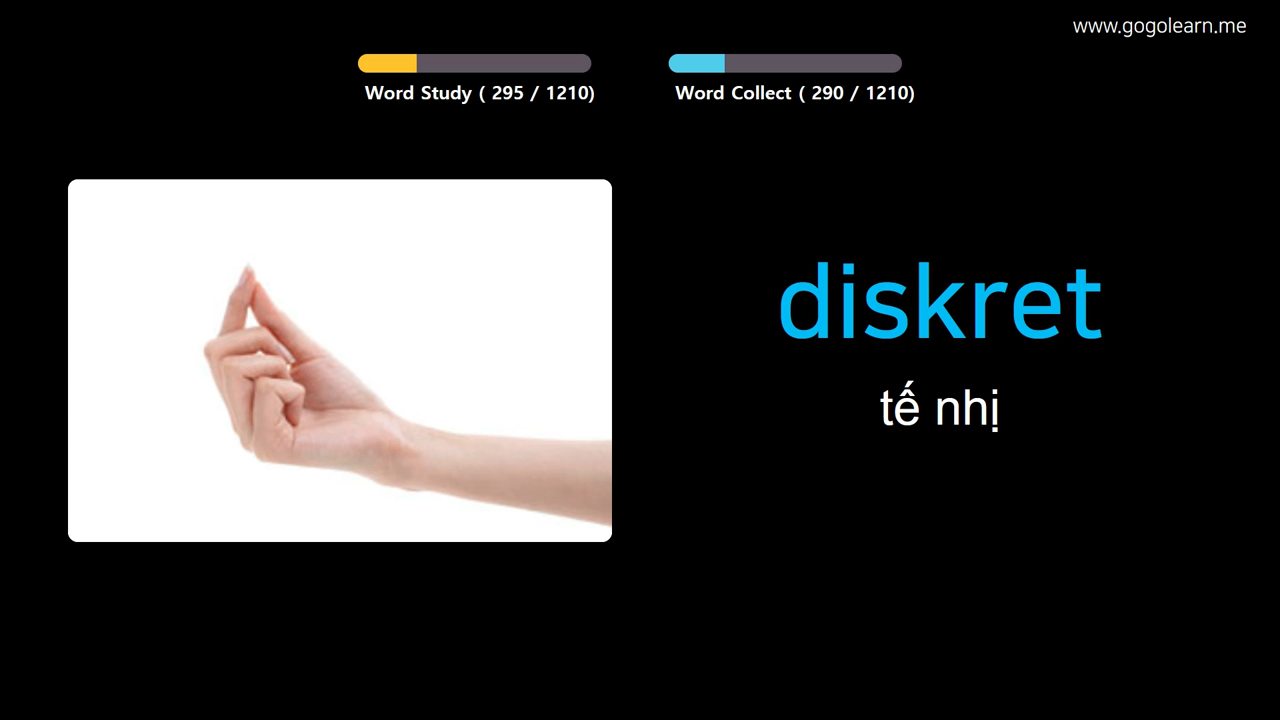 www.gogolearn.me
Word Study ( 295 / 1210)
Word Collect ( 290 / 1210)
diskret
tế nhị